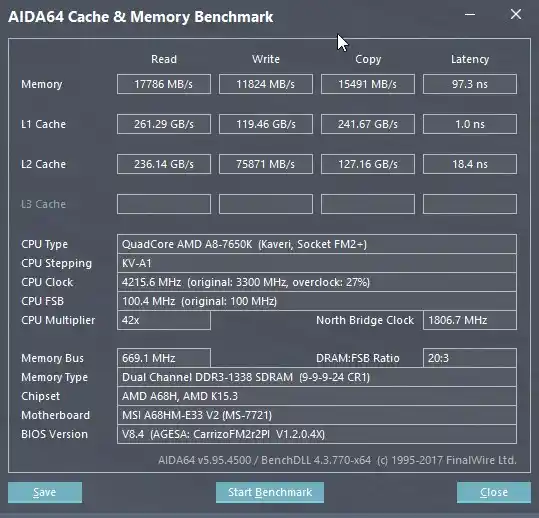 AIDA64 Cache & Memory Benchmark
Read Write Copy Latency
Memory 17786 MB/s 11824 MB/s 15491 MB/s 97.3 ns
L1 Cache 261.29 GB/s 119.46 GB/s 241.67 GB/s 1.0 ns
L2 Cache 236.14 GB/s 75871 MB/s 127.16 GB/s 18.4 ns
L3 Cache
CPU Type QuadCore AMD A8-7650K (Kaveri, Socket FM2+)
CPU Stepping KV-A1
CPU Clock 4215.6 MHz (original: 3300 MHz, overclock: 27%)
CPU FSB 100.4 MHz (original: 100 MHz)
CPU Multiplier 42x North Bridge Clock 1806.7 MHz
Memory Bus 669.1 MHz DRAM:FSB Ratio 20:3
Memory Type Dual Channel DDR3-1338 SDRAM (9-9-9-24 CR1)
Chipset AMD A68H, AMD K15.3
Motherboard MSI A68HM-E33 V2 (MS-7721)
BIOS Version V8.4 (AGESA: CarrizoFM2r2PI V1.2.0.4X)
AIDA64 v5.95.4500 / BenchDLL 4.3.770-x64 (c) 1995-2017 FinalWire Ltd.
Save Start Benchmark Close